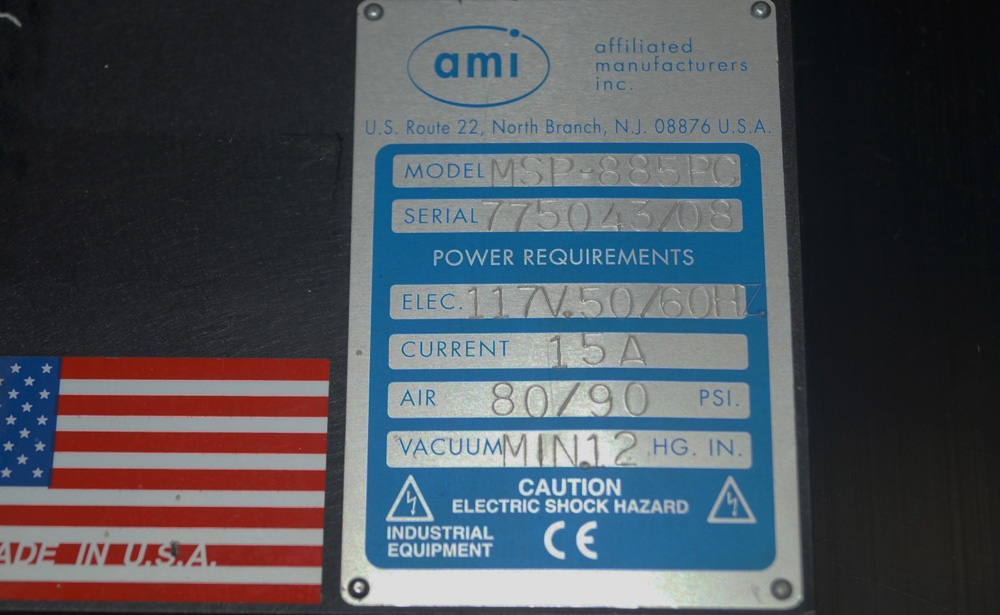 ami
affiliated
manufacturers
inc.
U.S. Route 22, North Branch, N.J. 08876 U.S.A.
MODEL MSP-885PC
SERIAL 775043/08
POWER REQUIREMENTS
ELEC. 117V.50/60HZ
CURRENT 15A
AIR 80/90 PSI.
VACUUM MIN.12 HG. IN.
CAUTION
ELECTRIC SHOCK HAZARD
INDUSTRIAL
EQUIPMENT
CE
ADE IN U.S.A.